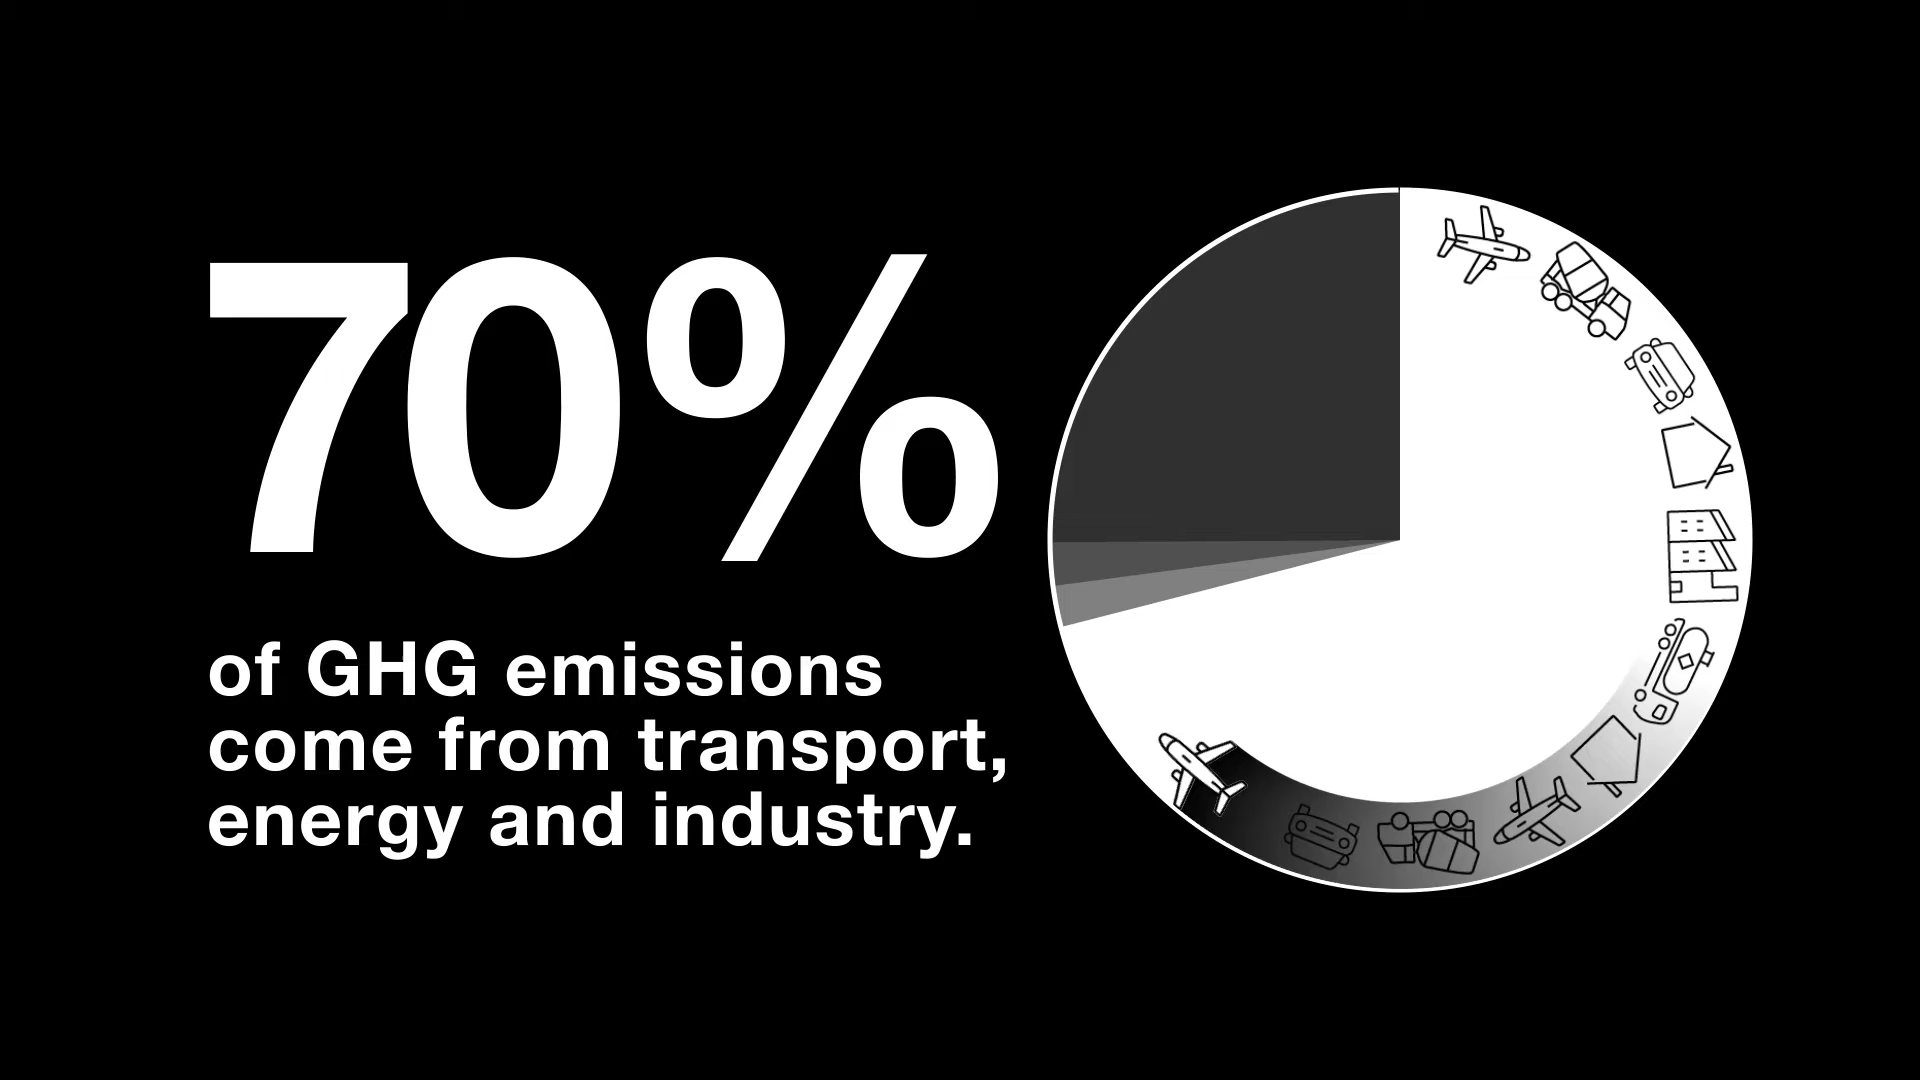 70%
of GHG emissions
come from transport,
energy and industry.